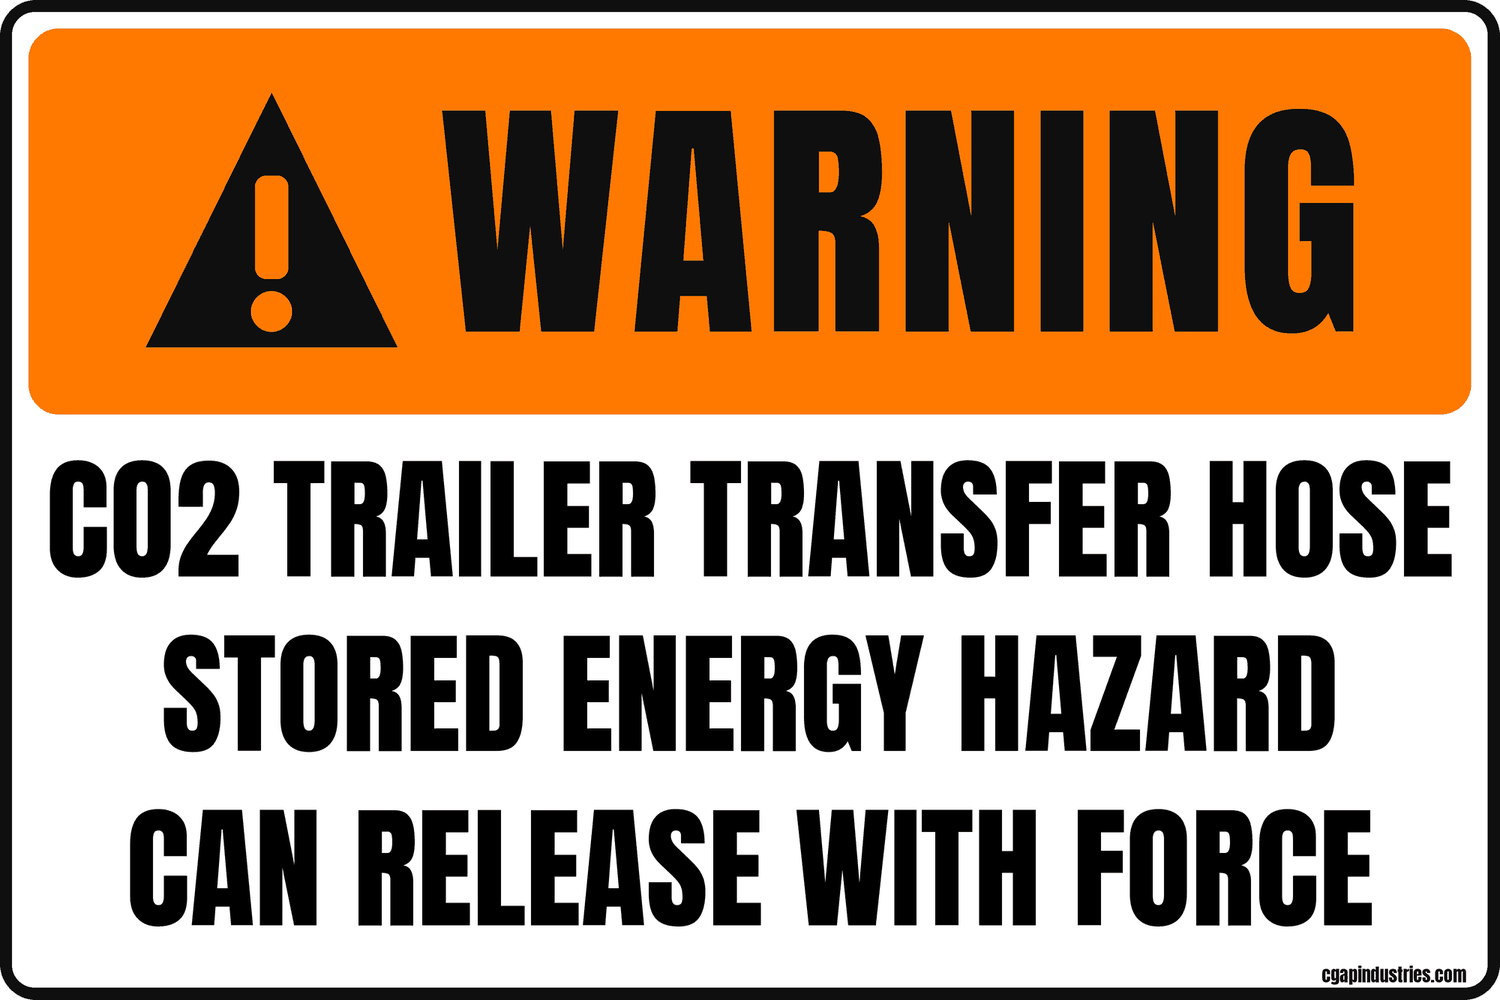 WARNING
CO2 TRAILER TRANSFER HOSE
STORED ENERGY HAZARD
CAN RELEASE WITH FORCE
cgapindustries.com